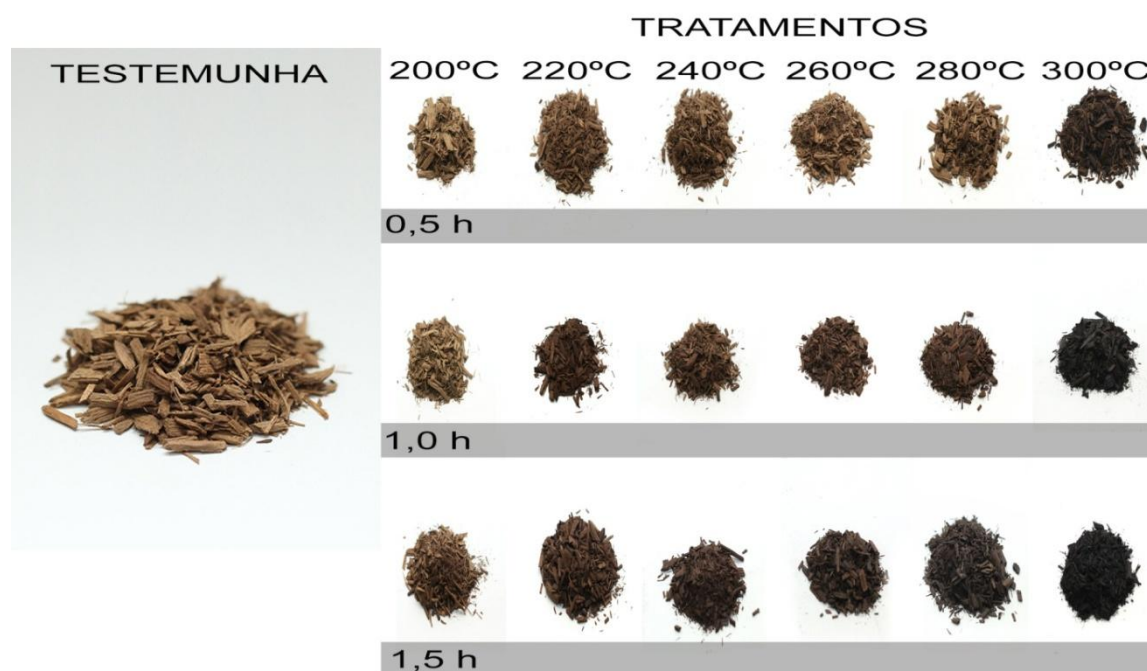 TRATAMENTOS
TESTEMUNHA
200ºC 220ºC 240ºC 260ºC 280ºC 300ºC
0,5 h
1,0 h
1,5 h